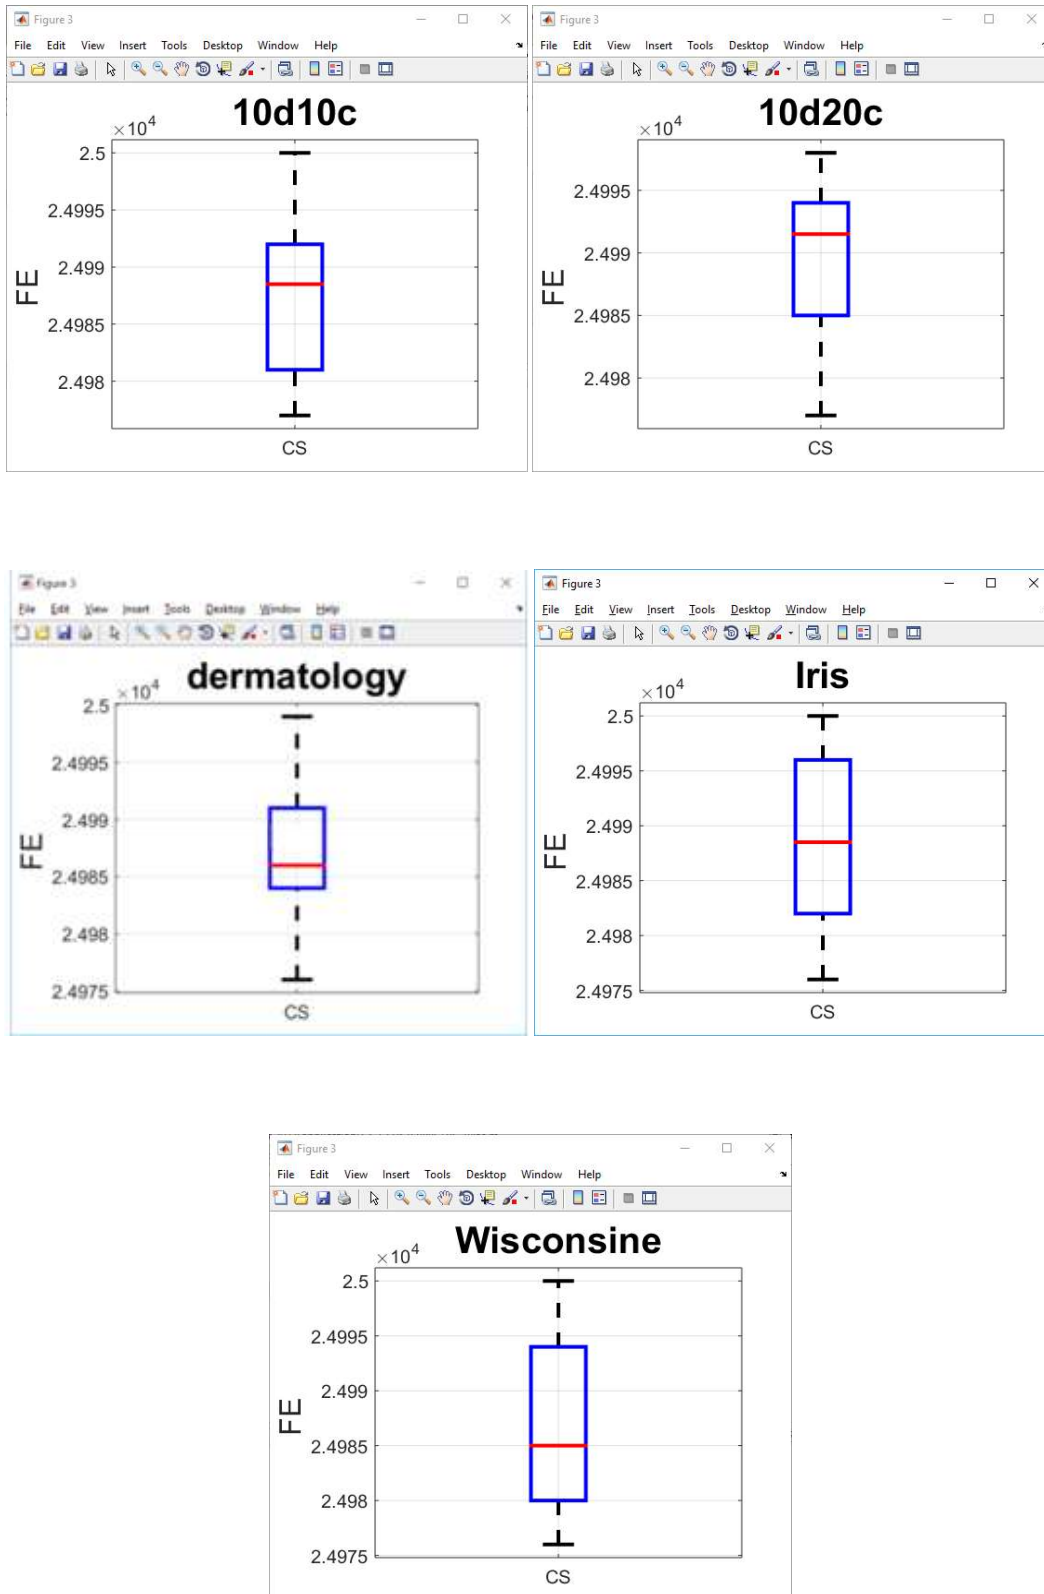 Figure 3
File Edit View Insert Tools Desktop Window Help
10d10c
×10^4
2.5
2.4995
2.499
2.4985
2.498
FE
CS
Figure 3
File Edit View Insert Tools Desktop Window Help
10d20c
×10^4
2.4995
2.499
2.4985
2.498
FE
CS
Figure 3
File Edit View Insert Tools Desktop Window Help
dermatology
×10^4
2.5
2.4995
2.499
2.4985
2.498
2.4975
FE
CS
Figure 3
File Edit View Insert Tools Desktop Window Help
Iris
×10^4
2.5
2.4995
2.499
2.4985
2.498
2.4975
FE
CS
Figure 3
File Edit View Insert Tools Desktop Window Help
Wisconsine
×10^4
2.5
2.4995
2.499
2.4985
2.498
2.4975
FE
CS